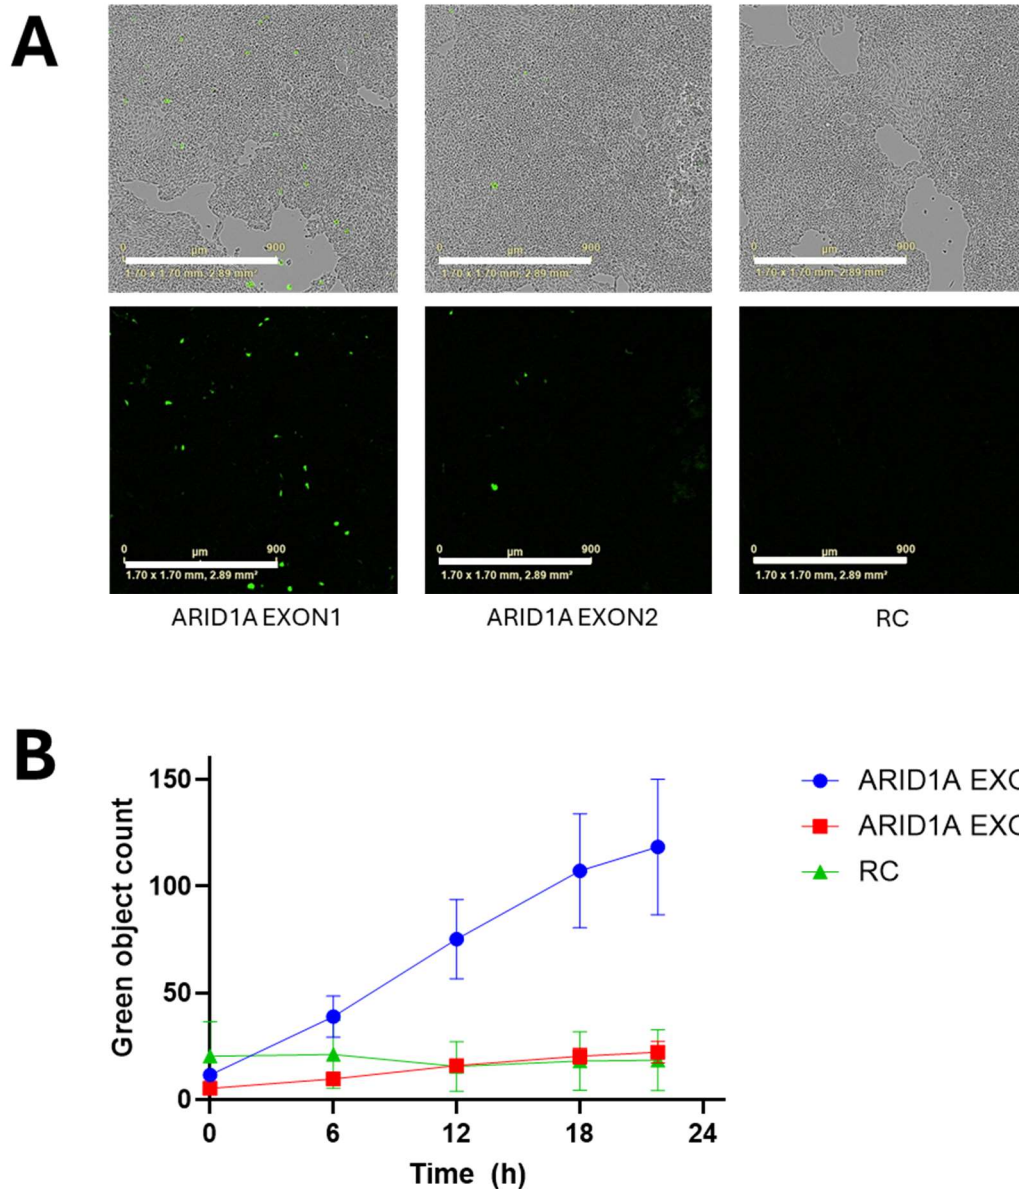 A
0 µm 900
1.70 x 1.70 mm, 2.89 mm²
0 µm 900
1.70 x 1.70 mm, 2.89 mm²
0 µm 900
1.70 x 1.70 mm, 2.89 mm²
0 µm 900
1.70 x 1.70 mm, 2.89 mm²
0 µm 900
1.70 x 1.70 mm, 2.89 mm²
0 µm 900
1.70 x 1.70 mm, 2.89 mm²
ARID1A EXON1
ARID1A EXON2
RC
B
Green object count
150
100
50
0
0 6 12 18 24
Time (h)
ARID1A EXO
ARID1A EXO
RC